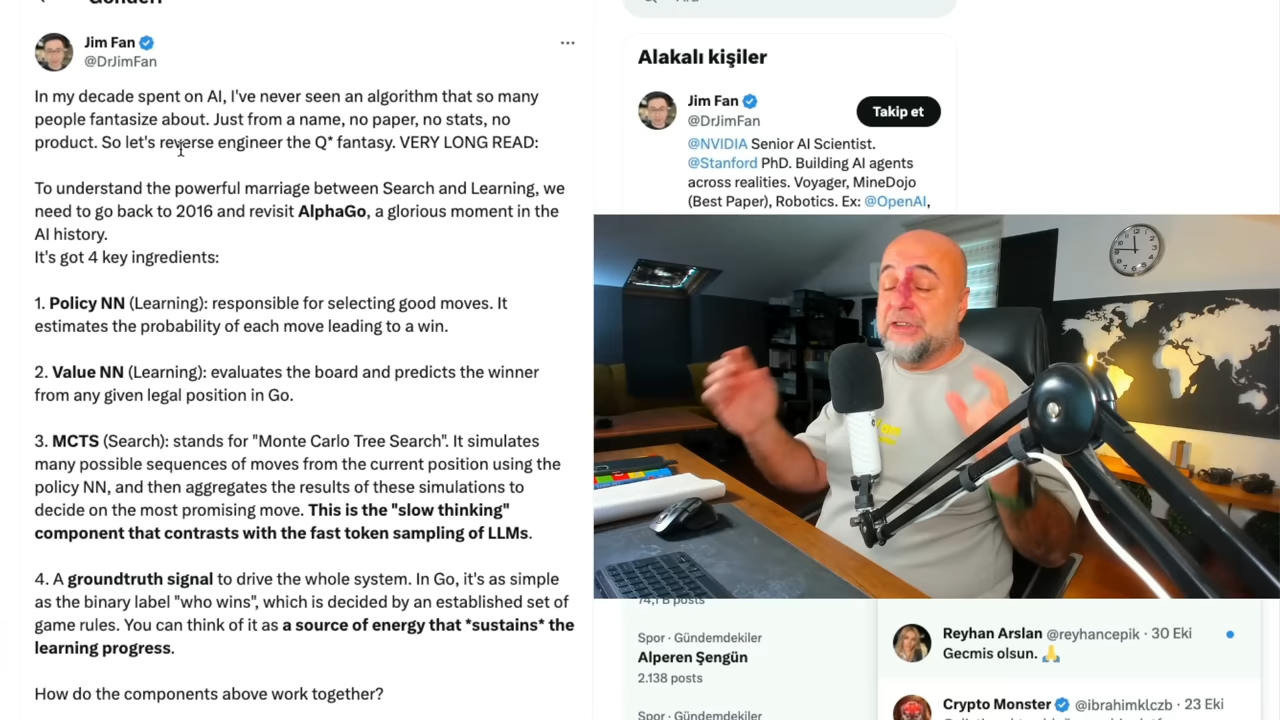 Jim Fan
@DrJimFan
In my decade spent on AI, I've never seen an algorithm that so many
people fantasize about. Just from a name, no paper, no stats, no
product. So let's reverse engineer the Q* fantasy. VERY LONG READ:
To understand the powerful marriage between Search and Learning, we
need to go back to 2016 and revisit AlphaGo, a glorious moment in the
AI history.
It's got 4 key ingredients:
1. Policy NN (Learning): responsible for selecting good moves. It
estimates the probability of each move leading to a win.
2. Value NN (Learning): evaluates the board and predicts the winner
from any given legal position in Go.
3. MCTS (Search): stands for "Monte Carlo Tree Search". It simulates
many possible sequences of moves from the current position using the
policy NN, and then aggregates the results of these simulations to
decide on the most promising move. This is the "slow thinking"
component that contrasts with the fast token sampling of LLMs.
4. A groundtruth signal to drive the whole system. In Go, it's as simple
as the binary label "who wins", which is decided by an established set of
game rules. You can think of it as a source of energy that *sustains* the
learning progress.
How do the components above work together?
Alakalı kişiler
Jim Fan
@DrJimFan
Takip et
@NVIDIA Senior AI Scientist.
@Stanford PhD. Building AI agents
across realities. Voyager, MineDojo
(Best Paper), Robotics. Ex: @OpenAI,
74,1 B posts
Spor · Gündemdekiler
Alperen Şengün
2.138 posts
Spor · Gündemdekiler
Reyhan Arslan @reyhancepik · 30 Eki
Gecmis olsun. 🙏
Crypto Monster @ibrahimklczb · 23 Eki